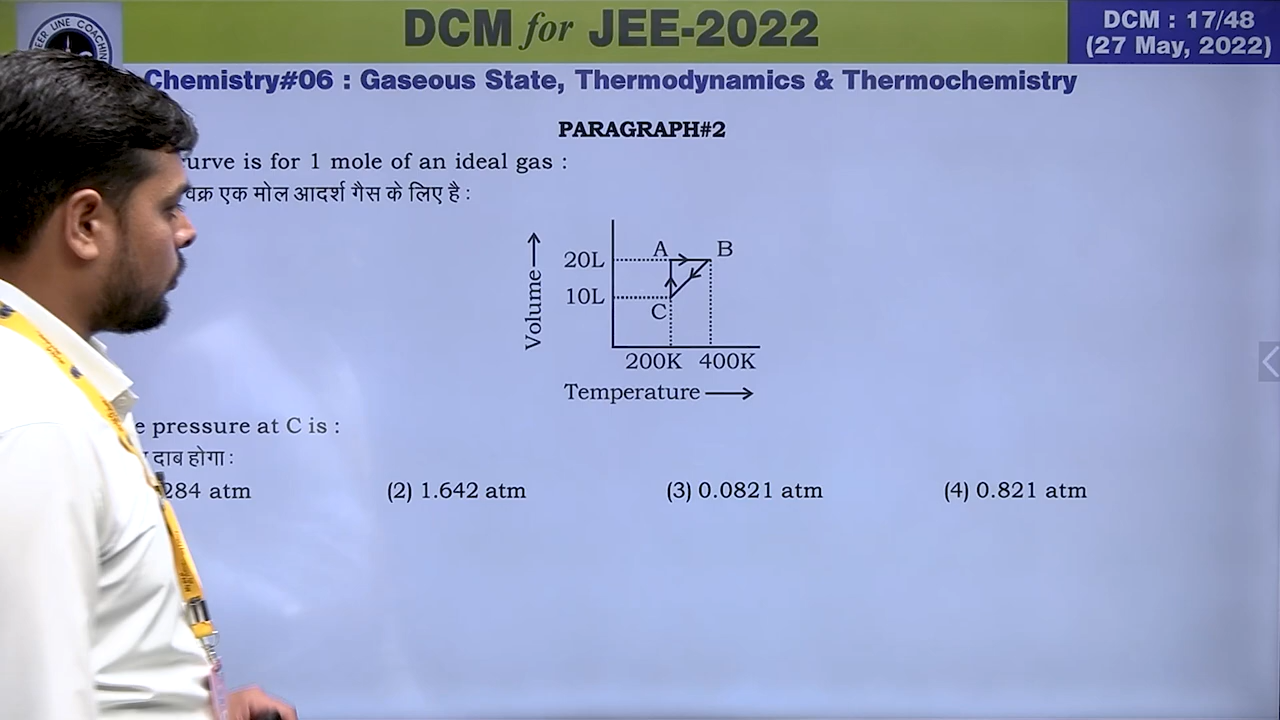 DCM for JEE-2022
DCM : 17/48
(27 May, 2022)
Chemistry#06 : Gaseous State, Thermodynamics & Thermochemistry
PARAGRAPH#2
is for 1 mole of an ideal gas :
वक्र एक मोल आदर्श गैस के लिए है :
Volume
20L
10L
A
B
C
200K 400K
Temperature
pressure at C is :
दाब होगा :
284 atm
(2) 1.642 atm
(3) 0.0821 atm
(4) 0.821 atm